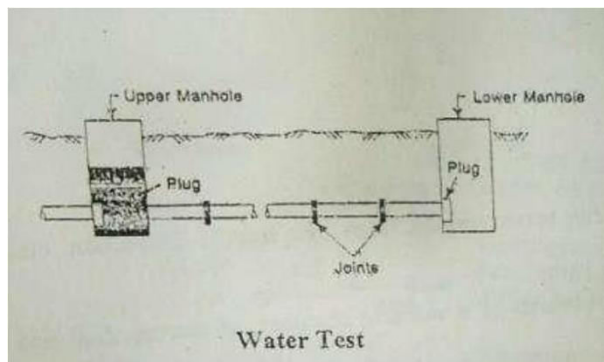 Upper Manhole
Lower Manhole
Plug
Plug
Joints
Water Test